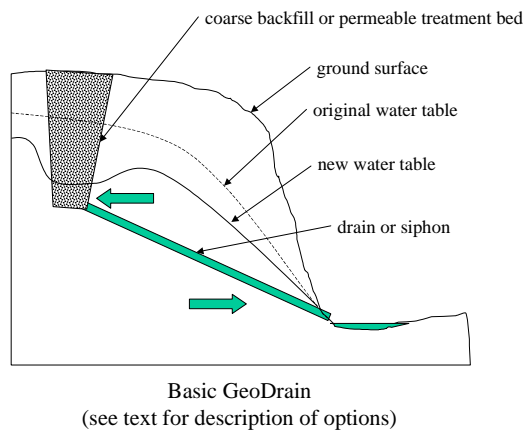 coarse backfill or permeable treatment bed
ground surface
original water table
new water table
drain or siphon
Basic GeoDrain
(see text for description of options)